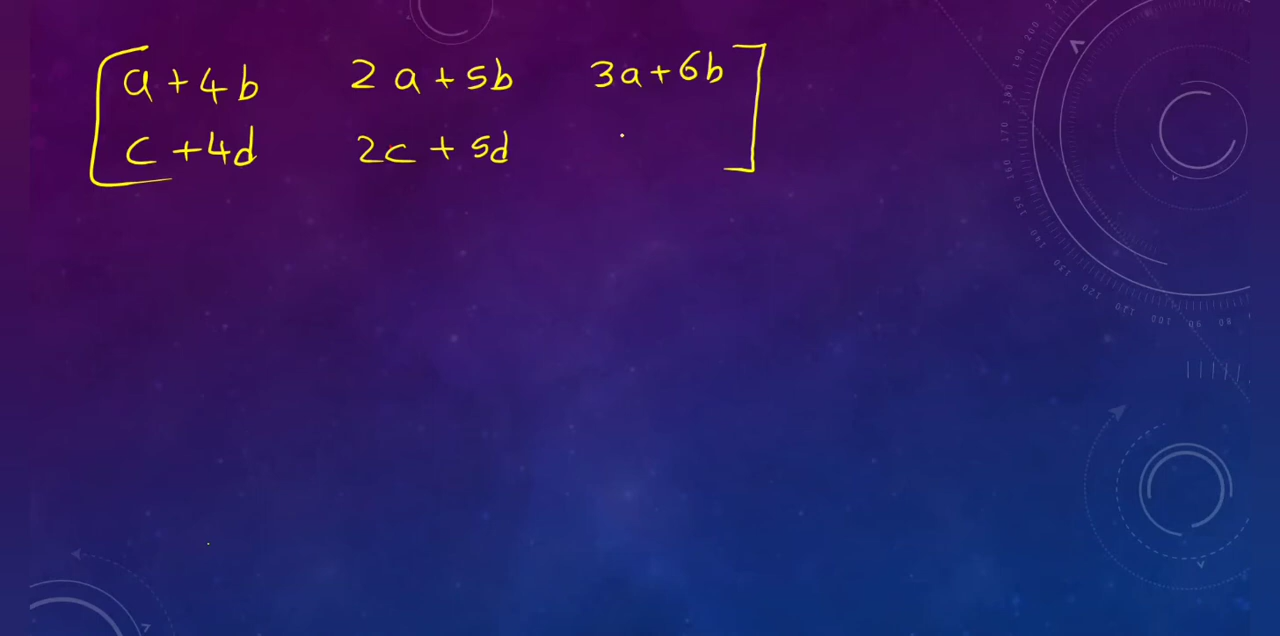 a + 4b 2a + 5b 3a + 6b
c + 4d 2c + 5d